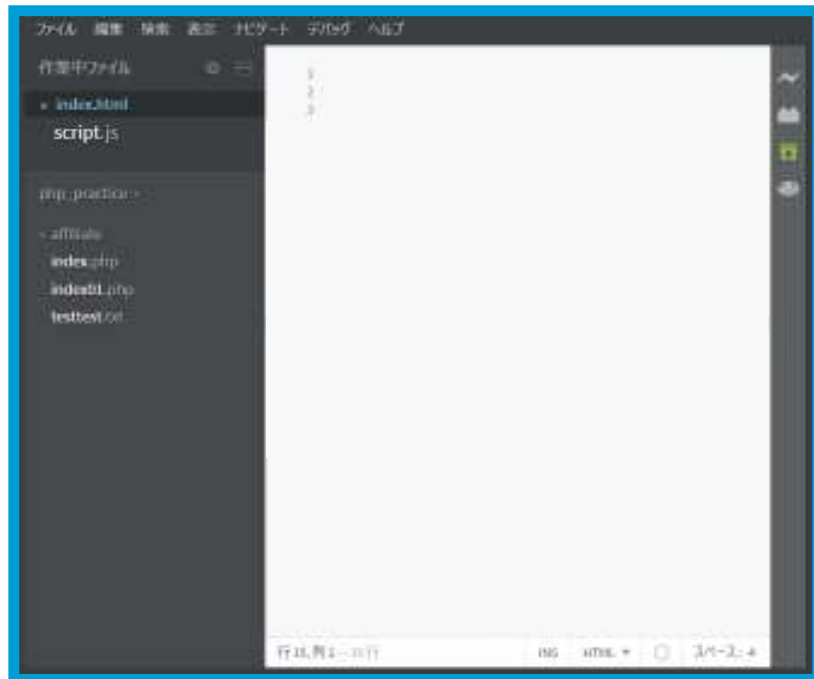 ファイル 編集 検索 表示 ナビゲート デバッグ ヘルプ
作業中ファイル
index.html
script.js
php_practice
affiliate
index.php
testtest.txt
1
2
3
INS HTML スペース: 4